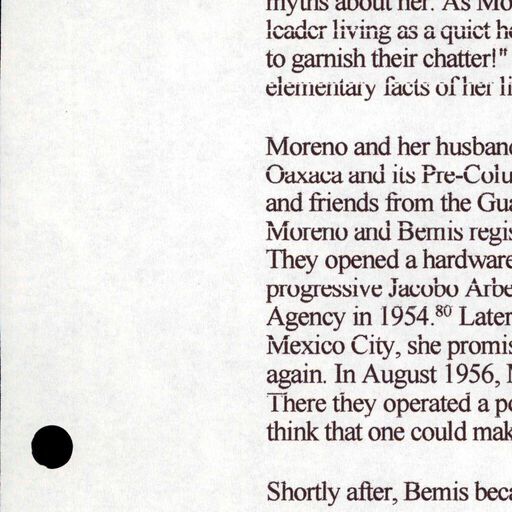 myths about her. As Mo
leader living as a quiet h
to garnish their chatter!"
elementary facts of her li
Moreno and her husban
Oaxaca and its Pre-Colu
and friends from the Gua
Moreno and Bemis regis
They opened a hardware
progressive Jacobo Arbe
Agency in 1954.⁸⁰ Later
Mexico City, she promis
again. In August 1956, M
There they operated a p
think that one could mak
Shortly after, Bemis beca